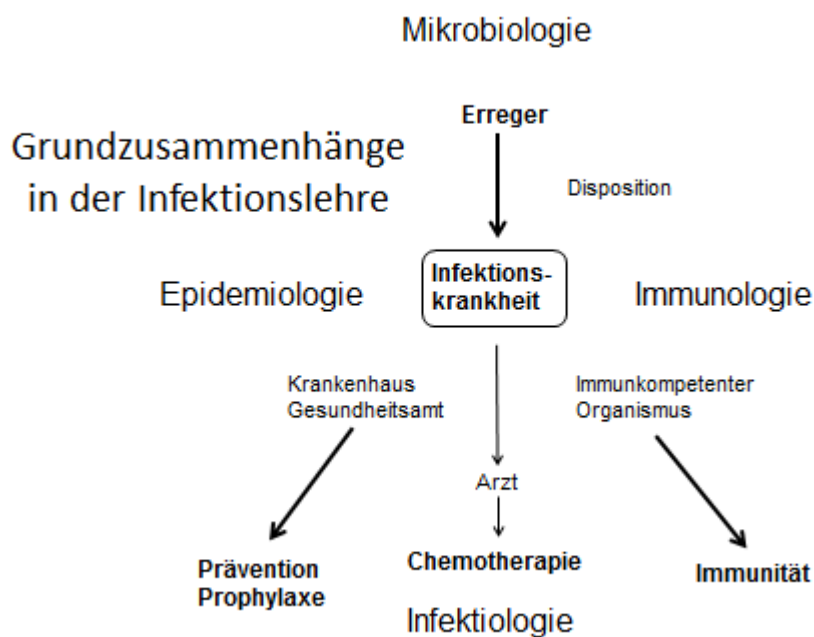 Mikrobiologie
Erreger
Grundzusammenhänge
in der Infektionslehre
Disposition
Epidemiologie
Infektions-
krankheit
Immunologie
Krankenhaus
Gesundheitsamt
Immunkompetenter
Organismus
Arzt
Prävention
Prophylaxe
Chemotherapie
Immunität
Infektiologie